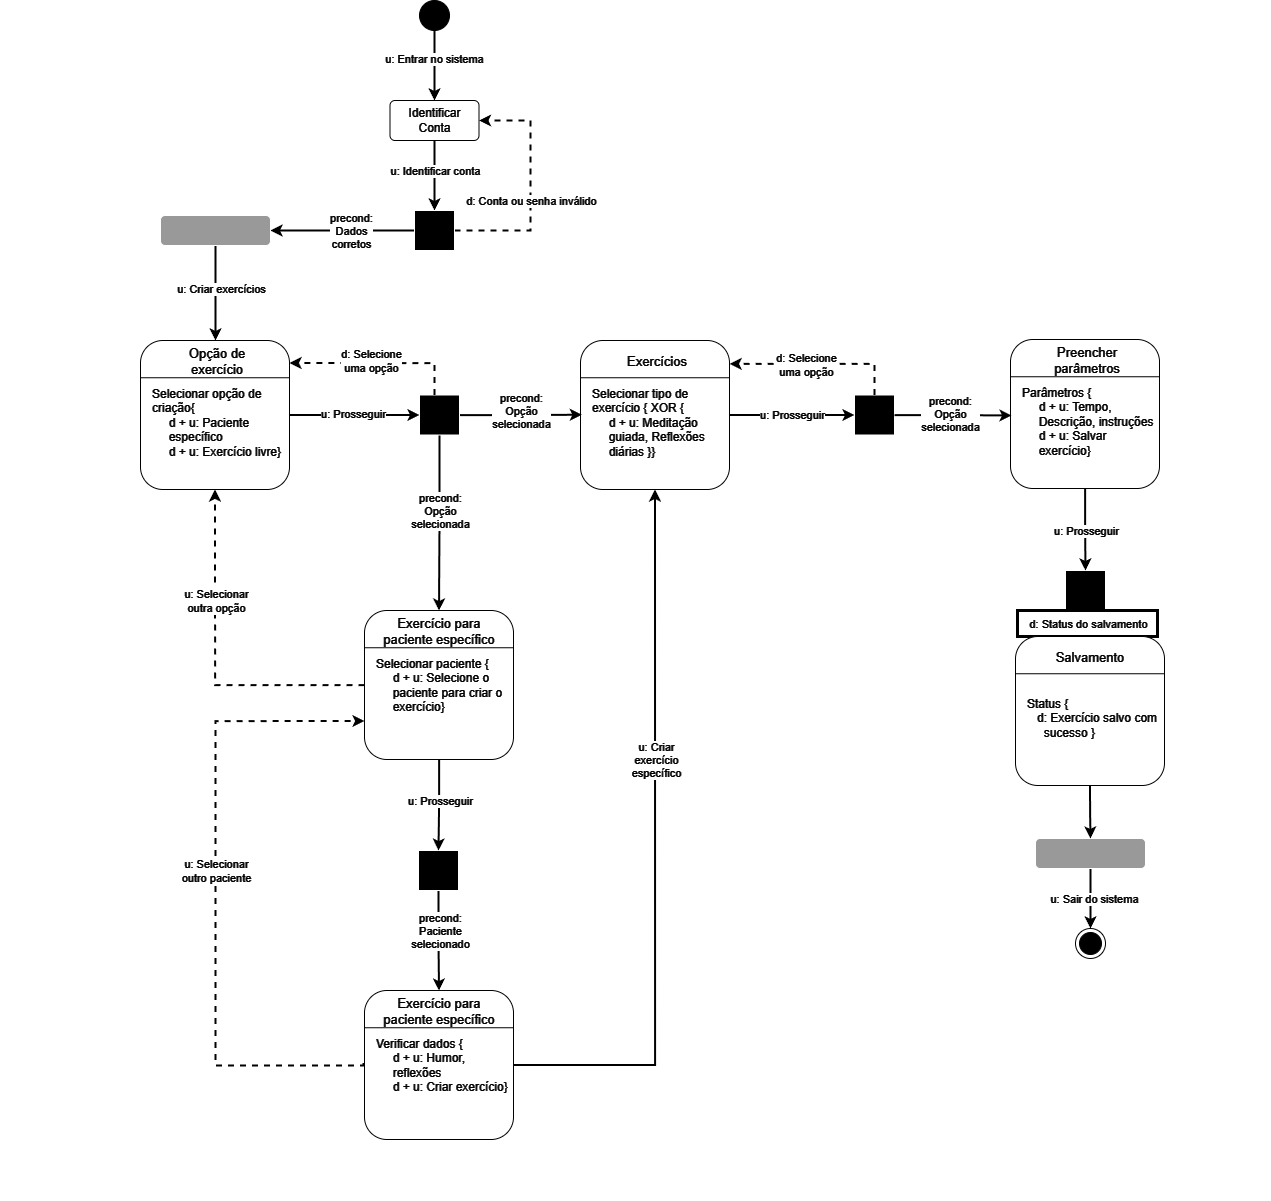 u: Entrar no sistema
Identificar
Conta
u: Identificar conta
d: Conta ou senha inválido
precond:
Dados
corretos
u: Criar exercícios
Opção de
exercício
Selecionar opção de
criação{
d + u: Paciente
específico
d + u: Exercício livre}
d: Selecione
uma opção
u: Prosseguir
precond:
Opção
selecionada
Exercícios
Selecionar tipo de
exercício { XOR {
d + u: Meditação
guiada, Reflexões
diárias }}
d: Selecione
uma opção
u: Prosseguir
precond:
Opção
selecionada
Preencher
parâmetros
Parâmetros {
d + u: Tempo,
Descrição, instruções
d + u: Salvar
exercício}
precond:
Opção
selecionada
u: Prosseguir
u: Selecionar
outra opção
Exercício para
paciente específico
Selecionar paciente {
d + u: Selecione o
paciente para criar o
exercício}
d: Status do salvamento
Salvamento
Status {
d: Exercício salvo com
sucesso }
u: Criar
exercício
específico
u: Prosseguir
u: Selecionar
outro paciente
u: Sair do sistema
precond:
Paciente
selecionado
Exercício para
paciente específico
Verificar dados {
d + u: Humor,
reflexões
d + u: Criar exercício}